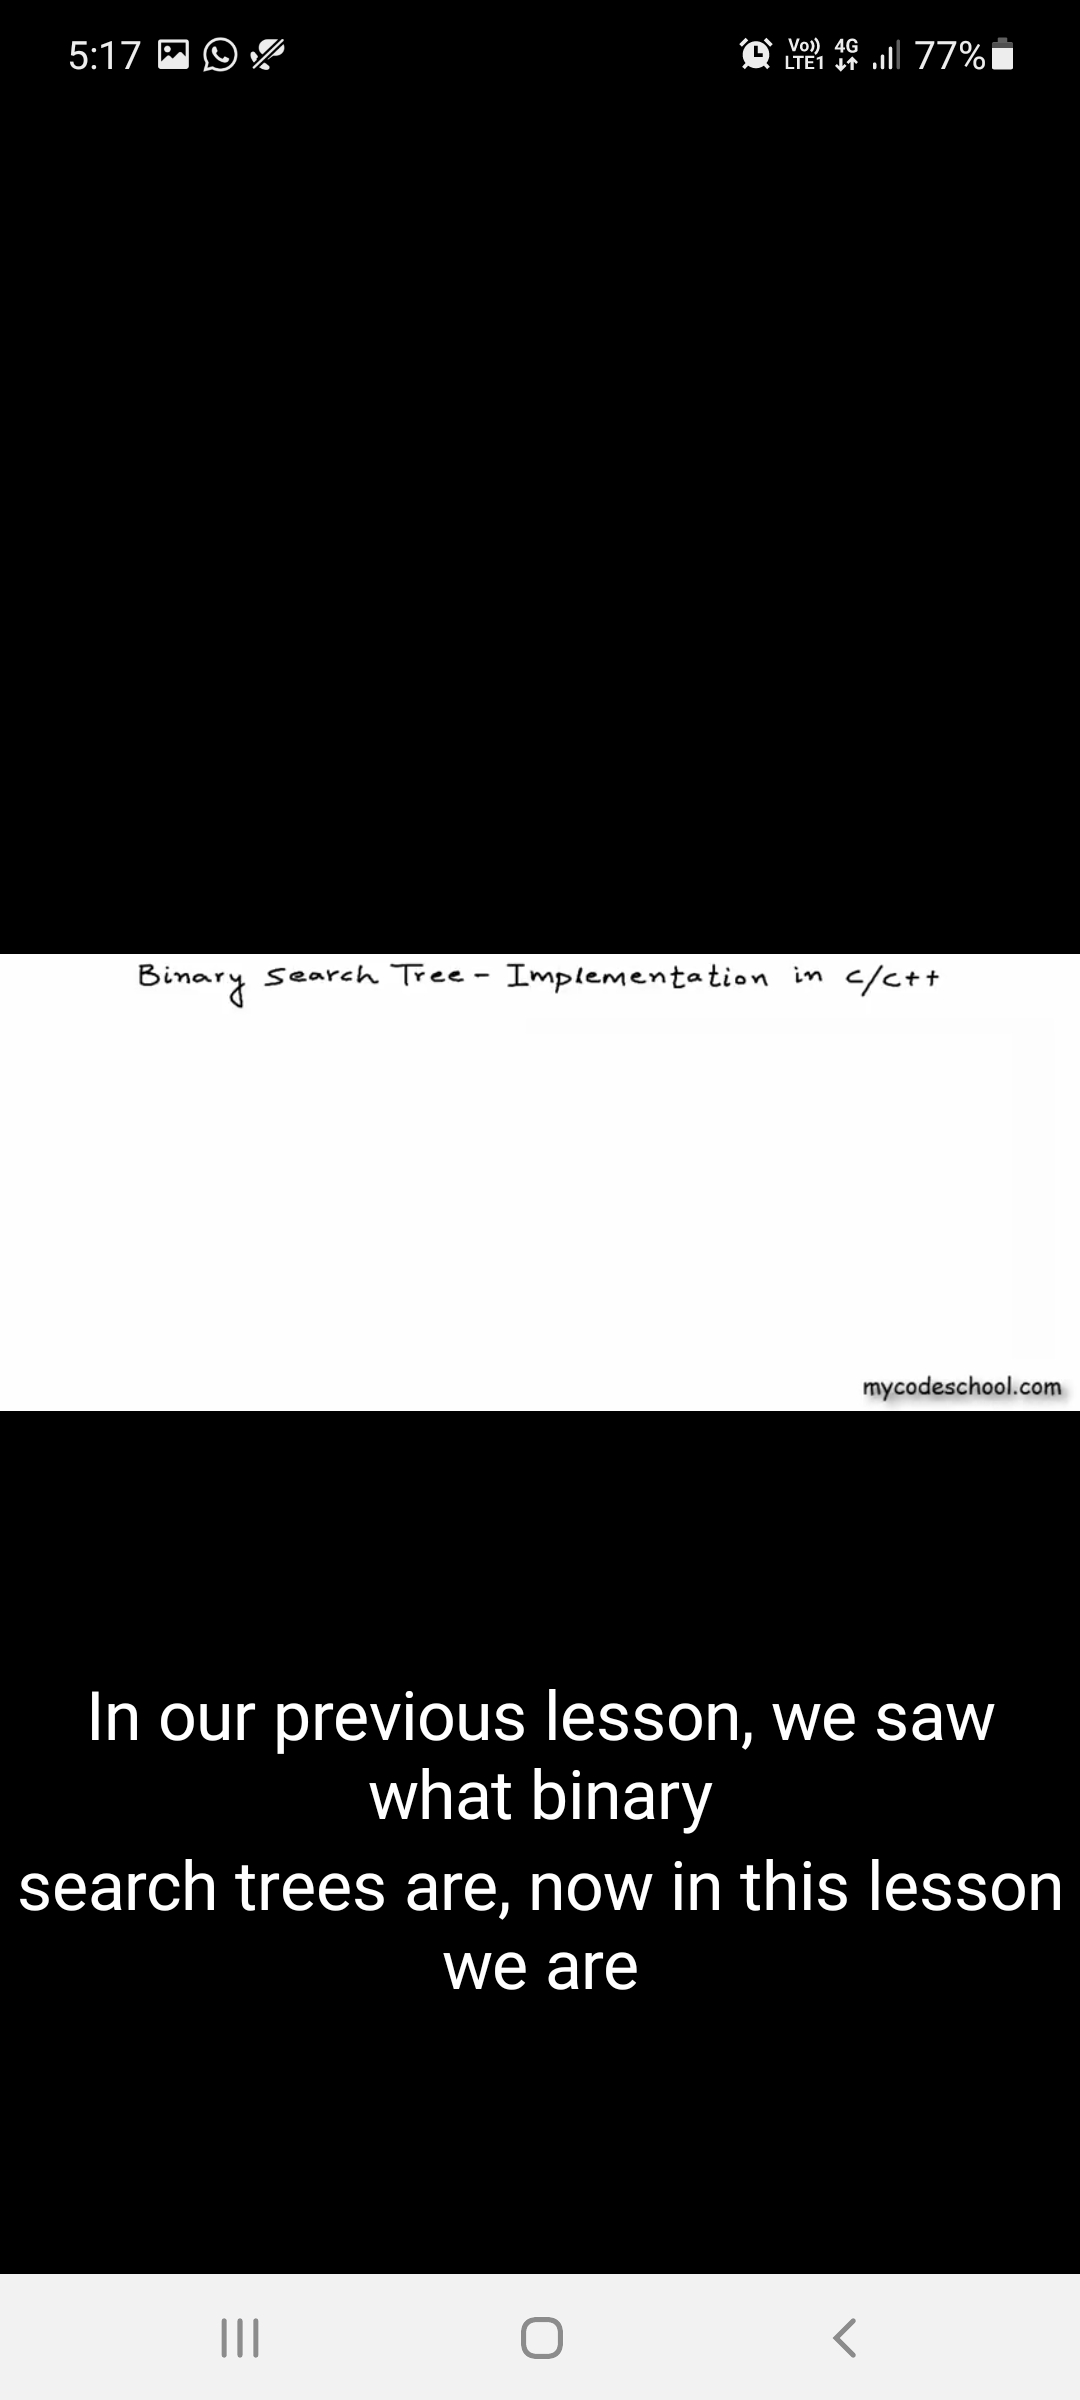 5:17 Vo)) LTE1 4G 77%
Binary Search Tree - Implementation in C/C++
mycodeschool.com
In our previous lesson, we saw
what binary
search trees are, now in this lesson
we are